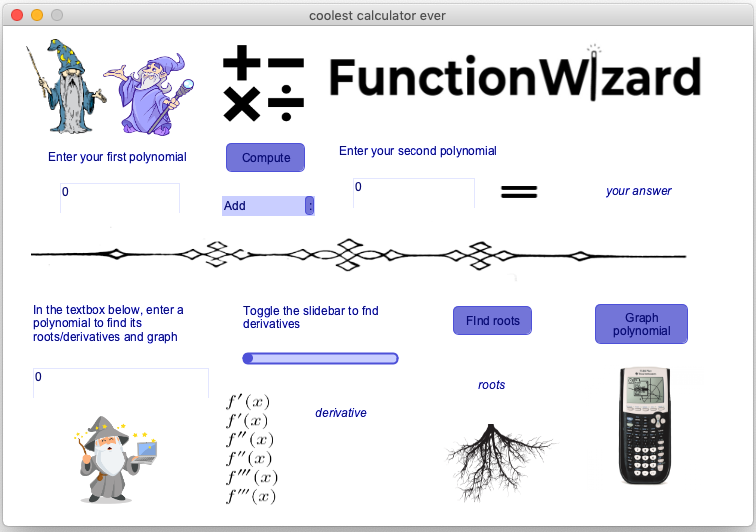 coolest calculator ever
FunctionWizard
Enter your first polynomial
Compute
Enter your second polynomial
0
Add
0
your answer
In the textbox below, enter a
polynomial to find its
roots/derivatives and graph
Toggle the slidebar to fnd
derivatives
FInd roots
Graph
polynomial
0
roots
derivative
f′(x)
f′(x)
f″(x)
f″(x)
f‴(x)
f‴(x)